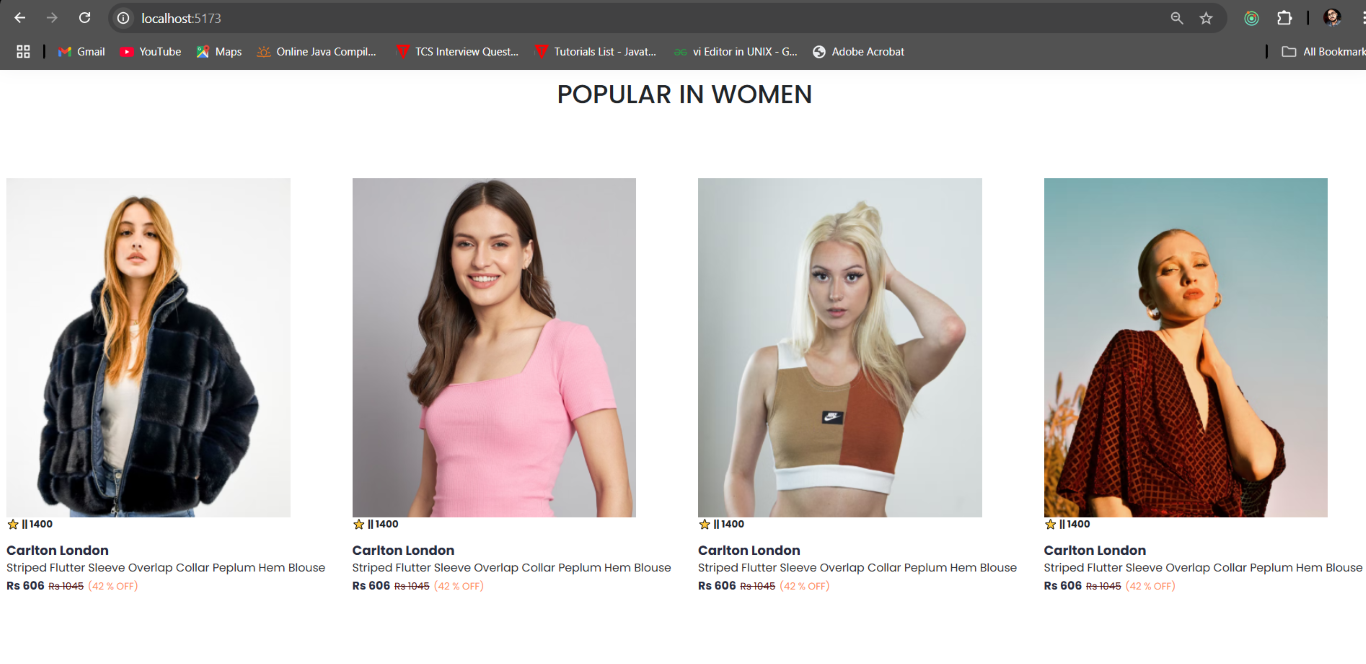 localhost:5173
Gmail YouTube Maps Online Java Compil... TCS Interview Quest... Tutorials List - Javat... vi Editor in UNIX - G... Adobe Acrobat All Bookmark
POPULAR IN WOMEN
|| 1400
Carlton London
Striped Flutter Sleeve Overlap Collar Peplum Hem Blouse
Rs 606 Rs 1045 (42 % OFF)
|| 1400
Carlton London
Striped Flutter Sleeve Overlap Collar Peplum Hem Blouse
Rs 606 Rs 1045 (42 % OFF)
|| 1400
Carlton London
Striped Flutter Sleeve Overlap Collar Peplum Hem Blouse
Rs 606 Rs 1045 (42 % OFF)
|| 1400
Carlton London
Striped Flutter Sleeve Overlap Collar Peplum Hem Blouse
Rs 606 Rs 1045 (42 % OFF)